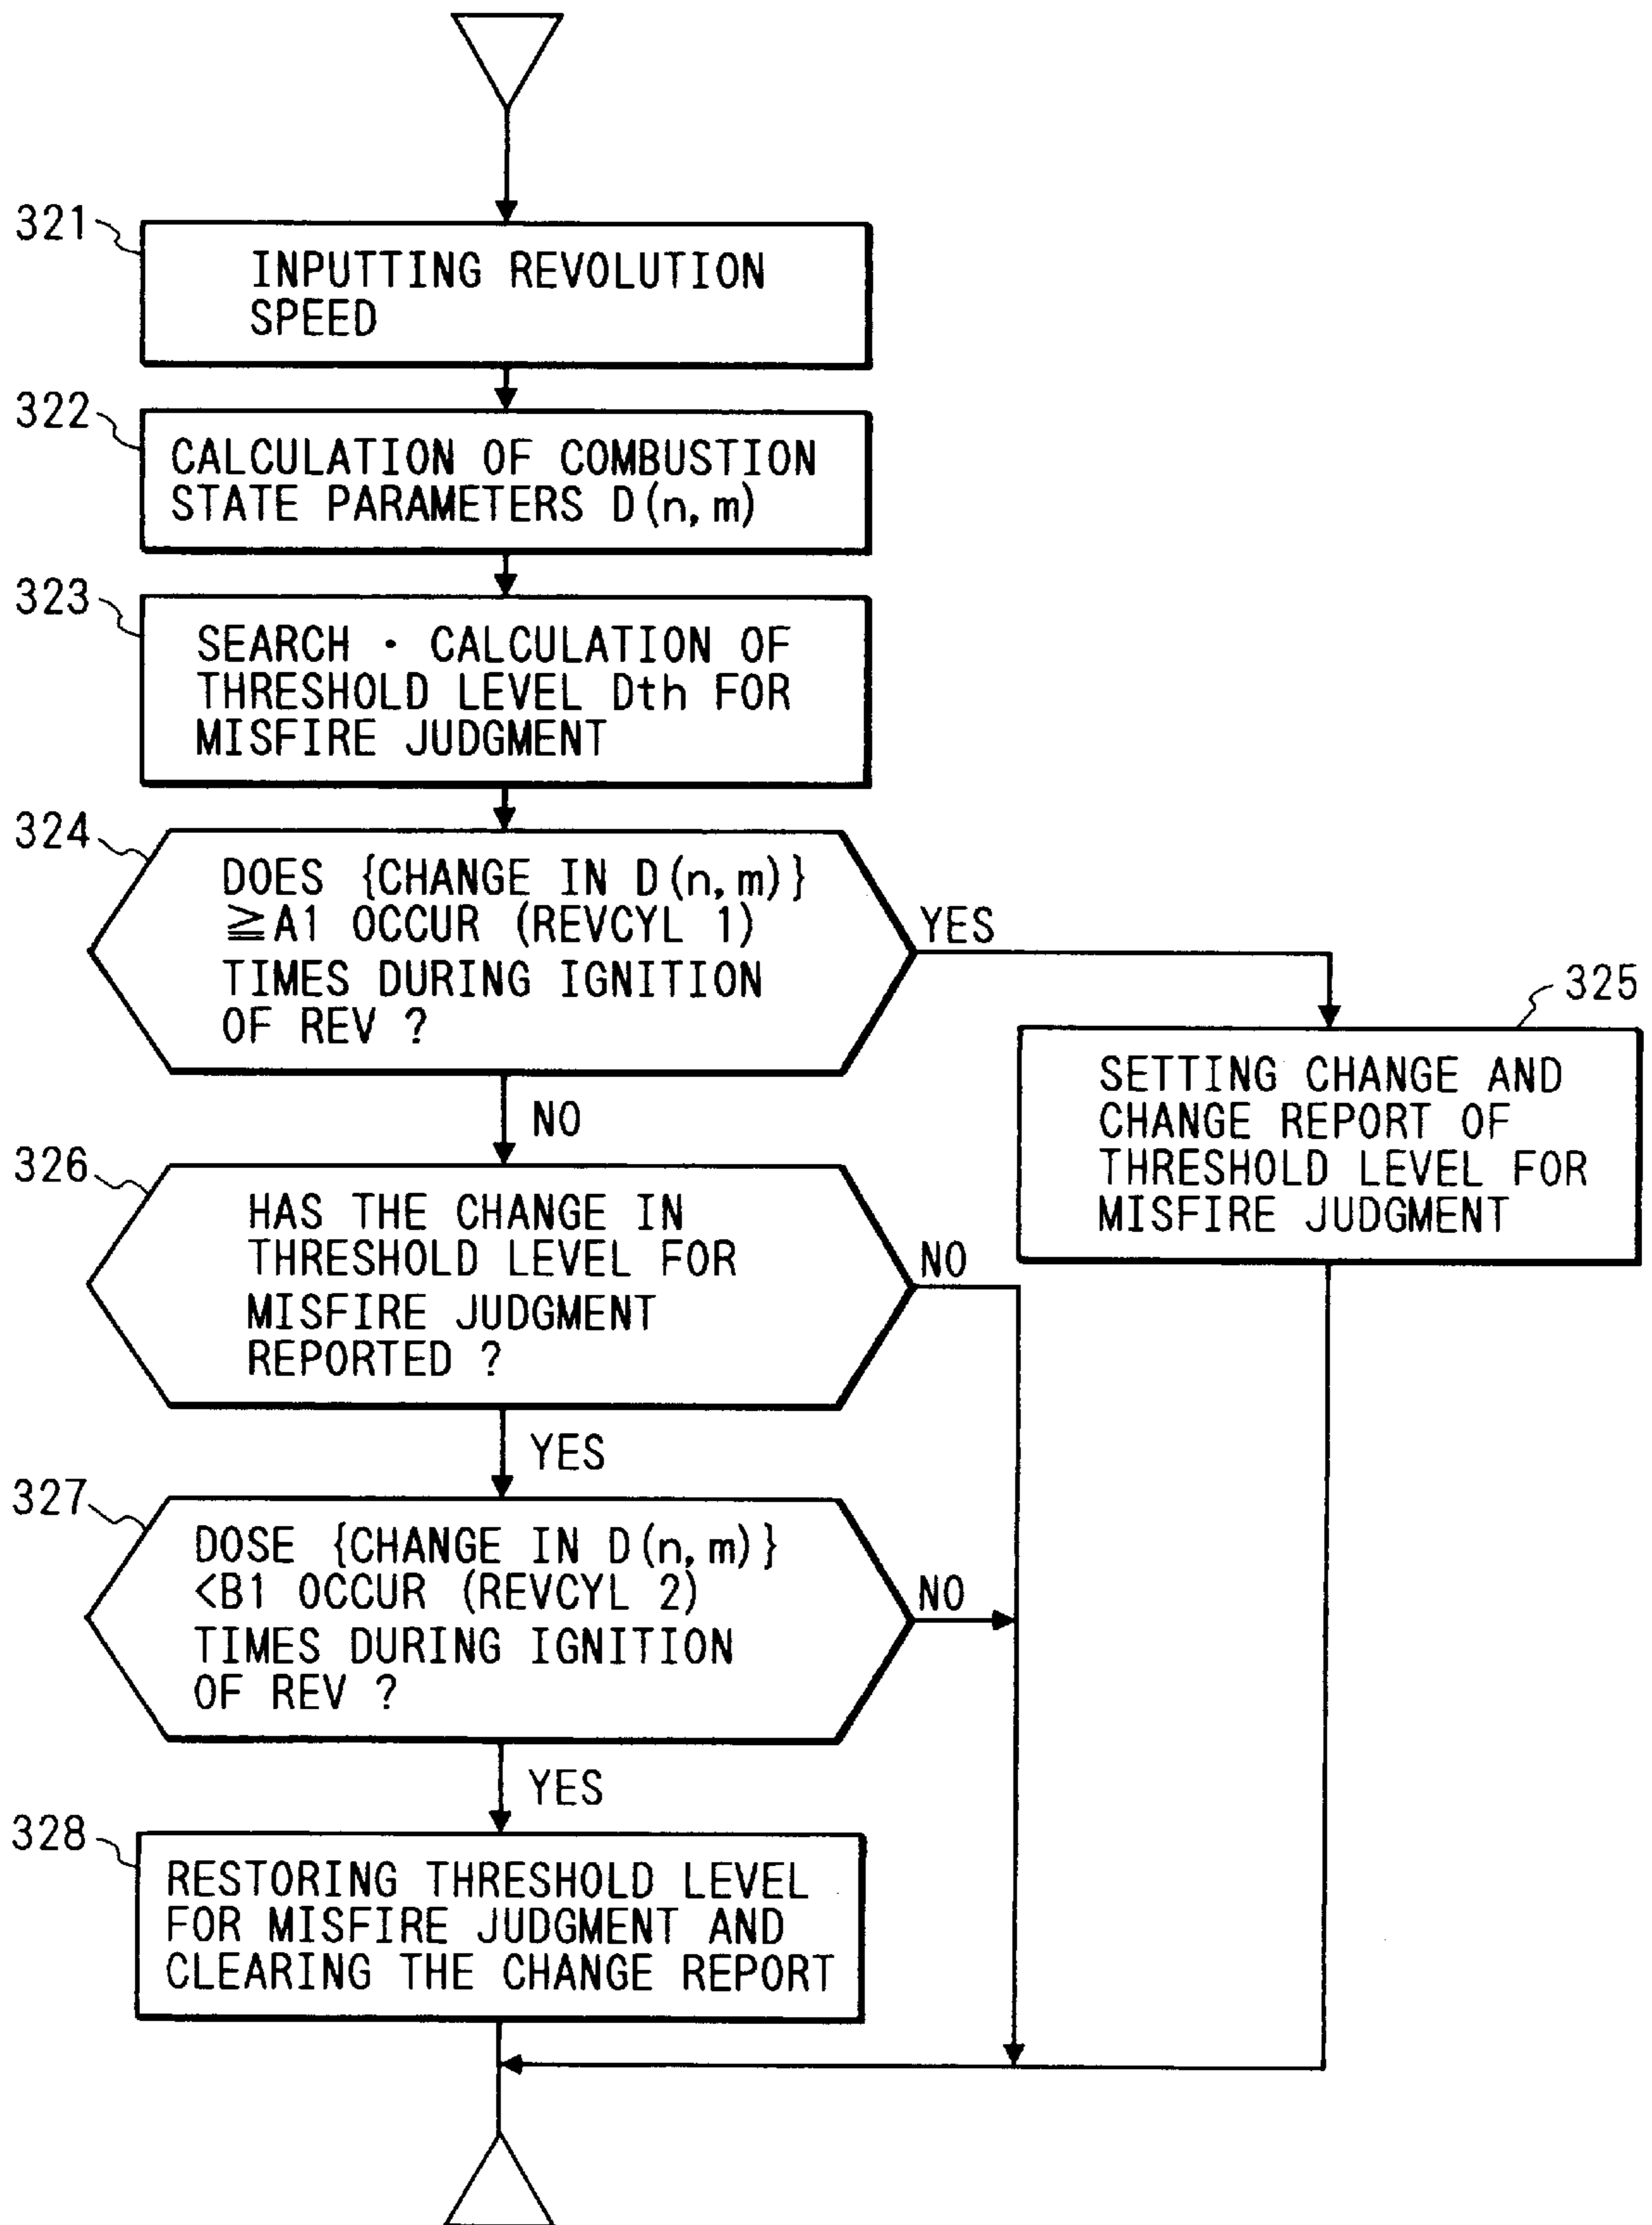 321
INPUTTING REVOLUTION
SPEED
322
CALCULATION OF COMBUSTION
STATE PARAMETERS D(n,m)
323
SEARCH · CALCULATION OF
THRESHOLD LEVEL Dth FOR
MISFIRE JUDGMENT
324
DOES {CHANGE IN D(n,m)}
≧A1 OCCUR (REVCYL 1)
TIMES DURING IGNITION
OF REV ?
YES
NO
325
SETTING CHANGE AND
CHANGE REPORT OF
THRESHOLD LEVEL FOR
MISFIRE JUDGMENT
326
HAS THE CHANGE IN
THRESHOLD LEVEL FOR
MISFIRE JUDGMENT
REPORTED ?
NO
YES
327
DOSE {CHANGE IN D(n,m)}
<B1 OCCUR (REVCYL 2)
TIMES DURING IGNITION
OF REV ?
NO
YES
328
RESTORING THRESHOLD LEVEL
FOR MISFIRE JUDGMENT AND
CLEARING THE CHANGE REPORT